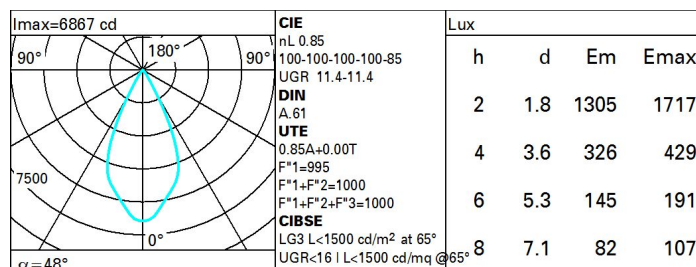 Imax=6867 cd
90°
180°
90°
7500
0°
α=48°
CIE
nL 0.85
100-100-100-100-85
UGR 11.4-11.4
DIN
A.61
UTE
0.85A+0.00T
F"1=995
F"1+F"2=1000
F"1+F"2+F"3=1000
CIBSE
LG3 L<1500 cd/m² at 65°
UGR<16 | L<1500 cd/mq @65°
Lux
h d Em Emax
2 1.8 1305 1717
4 3.6 326 429
6 5.3 145 191
8 7.1 82 107